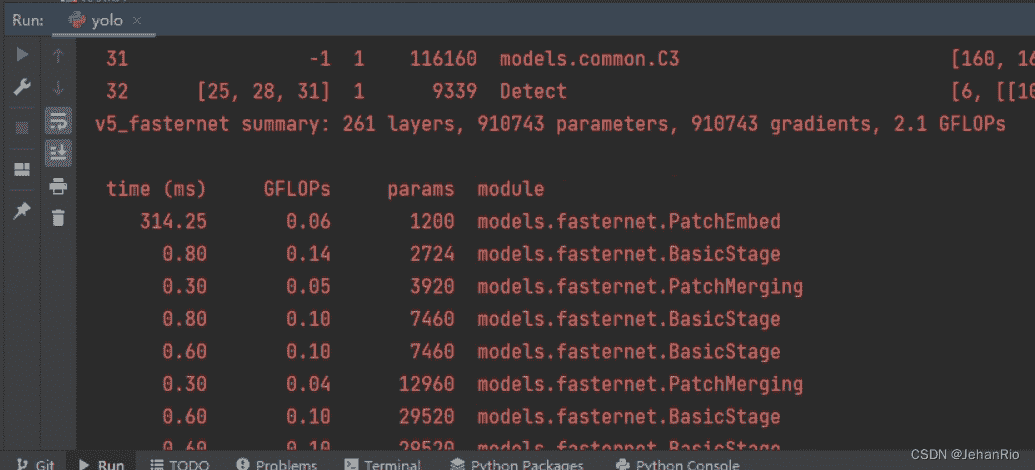 Run: yolo ×
31 -1 1 116160 models.common.C3 [160, 16
32 [25, 28, 31] 1 9339 Detect [6, [[10
v5_fasternet summary: 261 layers, 910743 parameters, 910743 gradients, 2.1 GFLOPs
time (ms) GFLOPs params module
314.25 0.06 1200 models.fasternet.PatchEmbed
0.80 0.14 2724 models.fasternet.BasicStage
0.30 0.05 3920 models.fasternet.PatchMerging
0.80 0.10 7460 models.fasternet.BasicStage
0.60 0.10 7460 models.fasternet.BasicStage
0.30 0.04 12960 models.fasternet.PatchMerging
0.60 0.10 29520 models.fasternet.BasicStage
0.60 0.10 29520 models.fasternet.BasicStage
Git Run TODO Problems Terminal Python Packages Python Console
CSDN @JehanRio